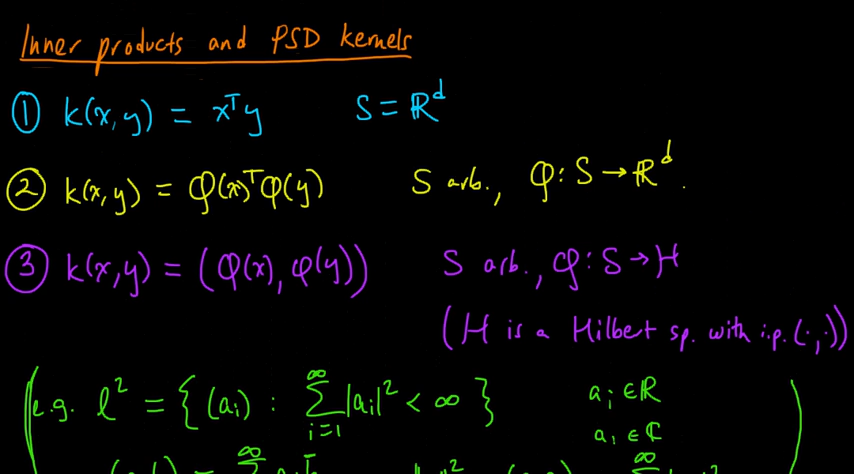 Inner products and PSD kernels
① k(x,y) = xᵀy S = ℝᵈ
② k(x,y) = φ(x)ᵀφ(y) S arb., φ: S → ℝᵈ.
③ k(x,y) = (φ(x), φ(y)) S arb., φ: S → H
(H is a Hilbert sp. with i.p. (·,·))
(e.g. ℓ² = { (aᵢ) : ∑_{i=1}^{∞} |aᵢ|² < ∞ } aᵢ ∈ ℝ
aᵢ ∈ ℂ